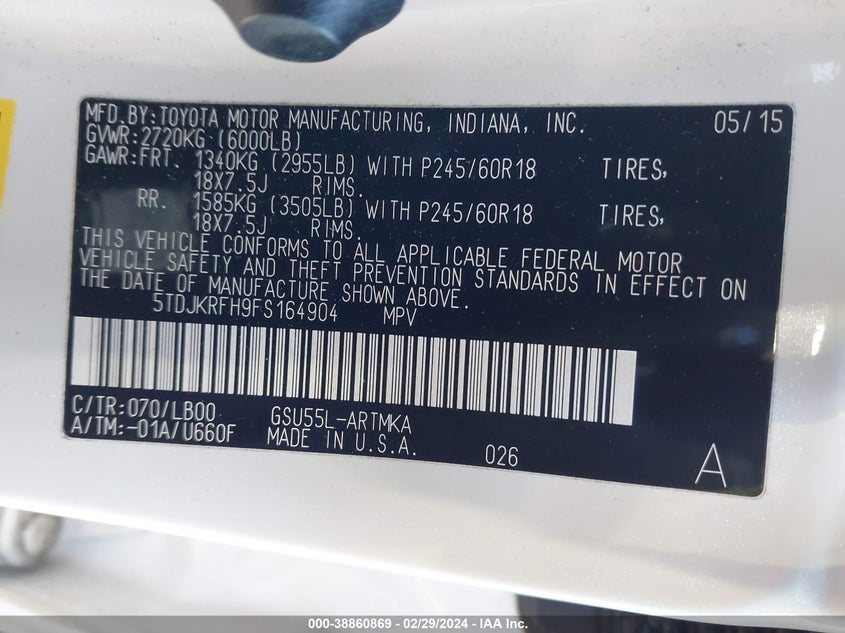 MFD.BY:TOYOTA MOTOR MANUFACTURING, INDIANA, INC. 05/15
GVWR:2720KG (6000LB)
GAWR:FRT. 1340KG (2955LB) WITH P245/60R18 TIRES,
18X7.5J RIMS.
RR. 1585KG (3505LB) WITH P245/60R18 TIRES,
18X7.5J RIMS.
THIS VEHICLE CONFORMS TO ALL APPLICABLE FEDERAL MOTOR
VEHICLE SAFETY AND THEFT PREVENTION STANDARDS IN EFFECT ON
THE DATE OF MANUFACTURE SHOWN ABOVE.
5TDJKRFH9FS164904 MPV
C/TR:070/LB00 GSU55L-ARTMKA
A/TM:-01A/U660F MADE IN U.S.A. 026 A
000-38860869 - 02/29/2024 - IAA Inc.